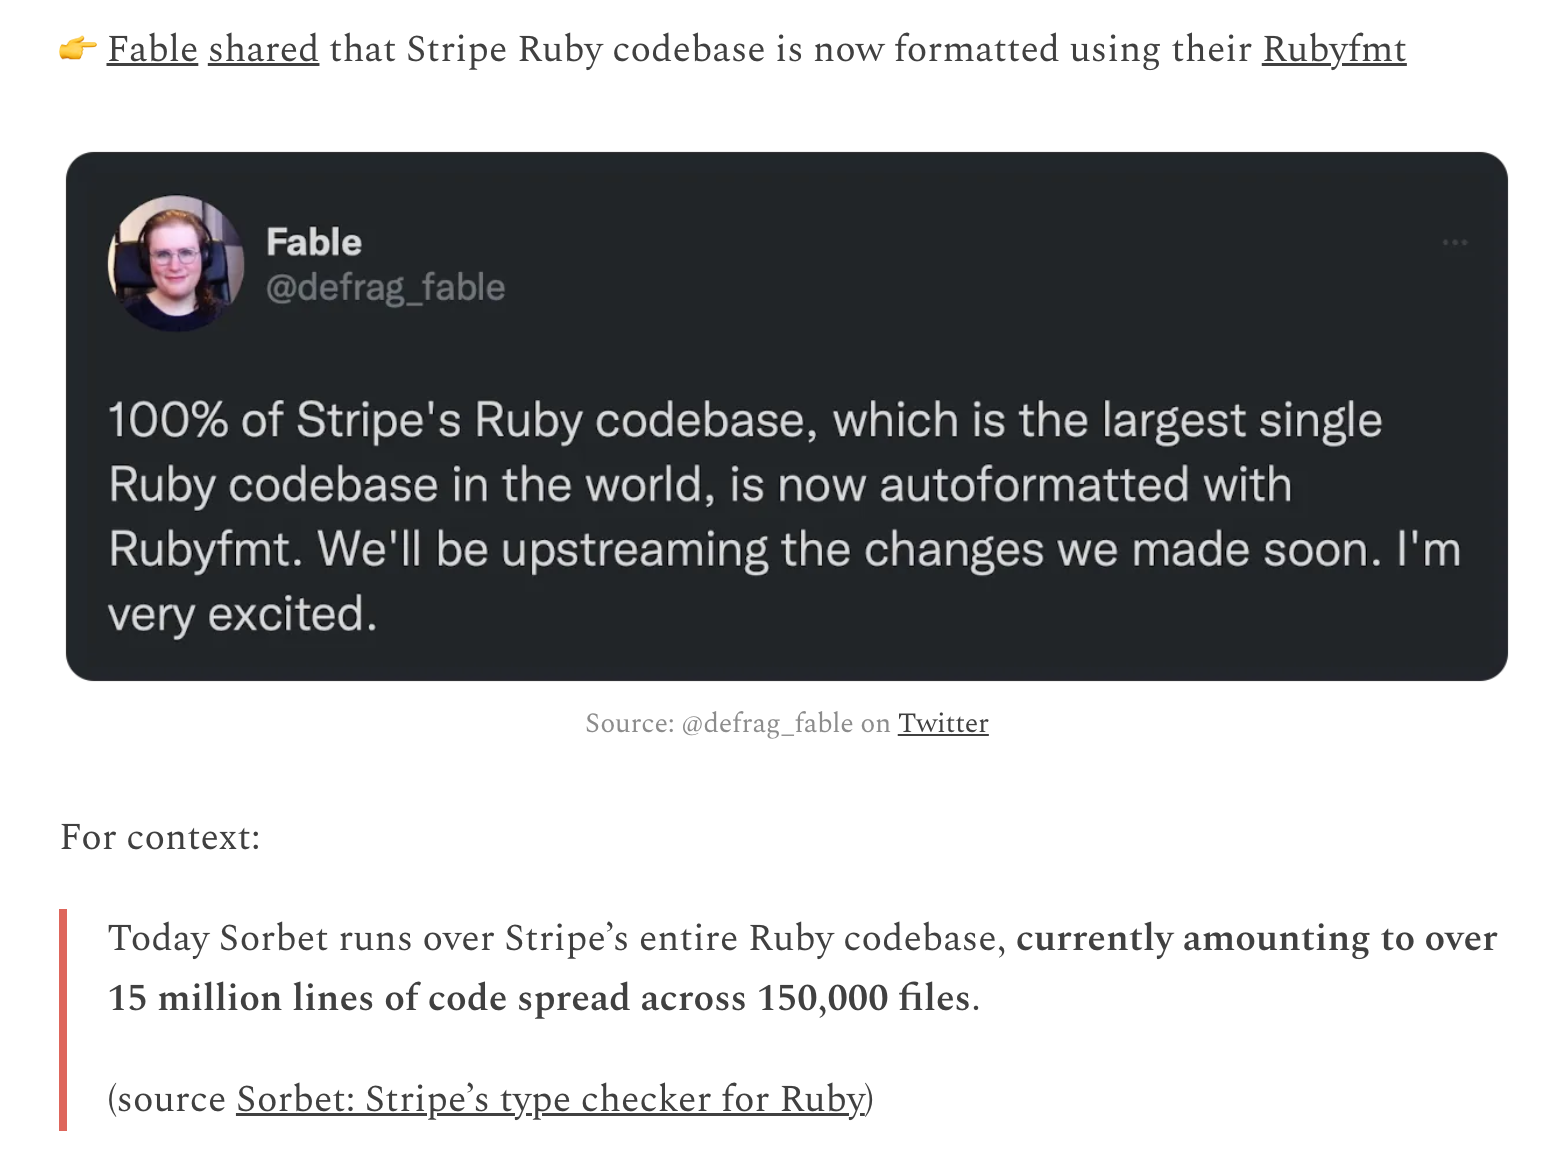 👉 Fable shared that Stripe Ruby codebase is now formatted using their Rubyfmt
Fable
@defrag_fable
100% of Stripe's Ruby codebase, which is the largest single
Ruby codebase in the world, is now autoformatted with
Rubyfmt. We'll be upstreaming the changes we made soon. I'm
very excited.
Source: @defrag_fable on Twitter
For context:
Today Sorbet runs over Stripe’s entire Ruby codebase, currently amounting to over
15 million lines of code spread across 150,000 files.
(source Sorbet: Stripe’s type checker for Ruby)